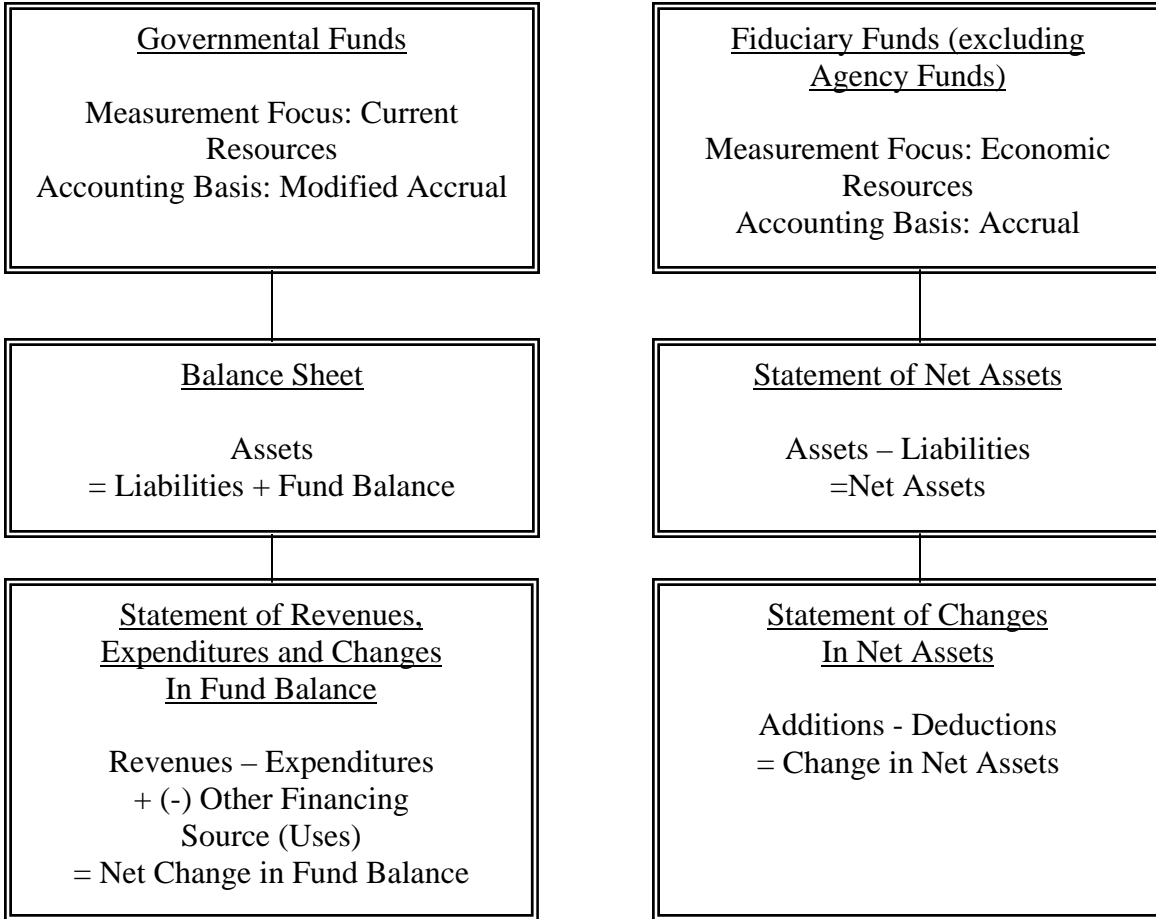 Governmental Funds
Measurement Focus: Current
Resources
Accounting Basis: Modified Accrual
Balance Sheet
Assets
= Liabilities + Fund Balance
Statement of Revenues,
Expenditures and Changes
In Fund Balance
Revenues – Expenditures
+ (-) Other Financing
Source (Uses)
= Net Change in Fund Balance
Fiduciary Funds (excluding
Agency Funds)
Measurement Focus: Economic
Resources
Accounting Basis: Accrual
Statement of Net Assets
Assets – Liabilities
=Net Assets
Statement of Changes
In Net Assets
Additions - Deductions
= Change in Net Assets